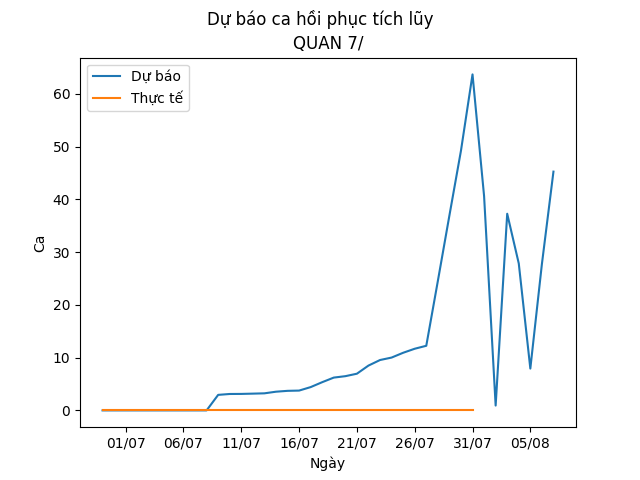 Dự báo ca hồi phục tích lũy
QUAN 7/
Dự báo
Thực tế
60
50
40
30
20
10
0
Ca
01/07 06/07 11/07 16/07 21/07 26/07 31/07 05/08
Ngày